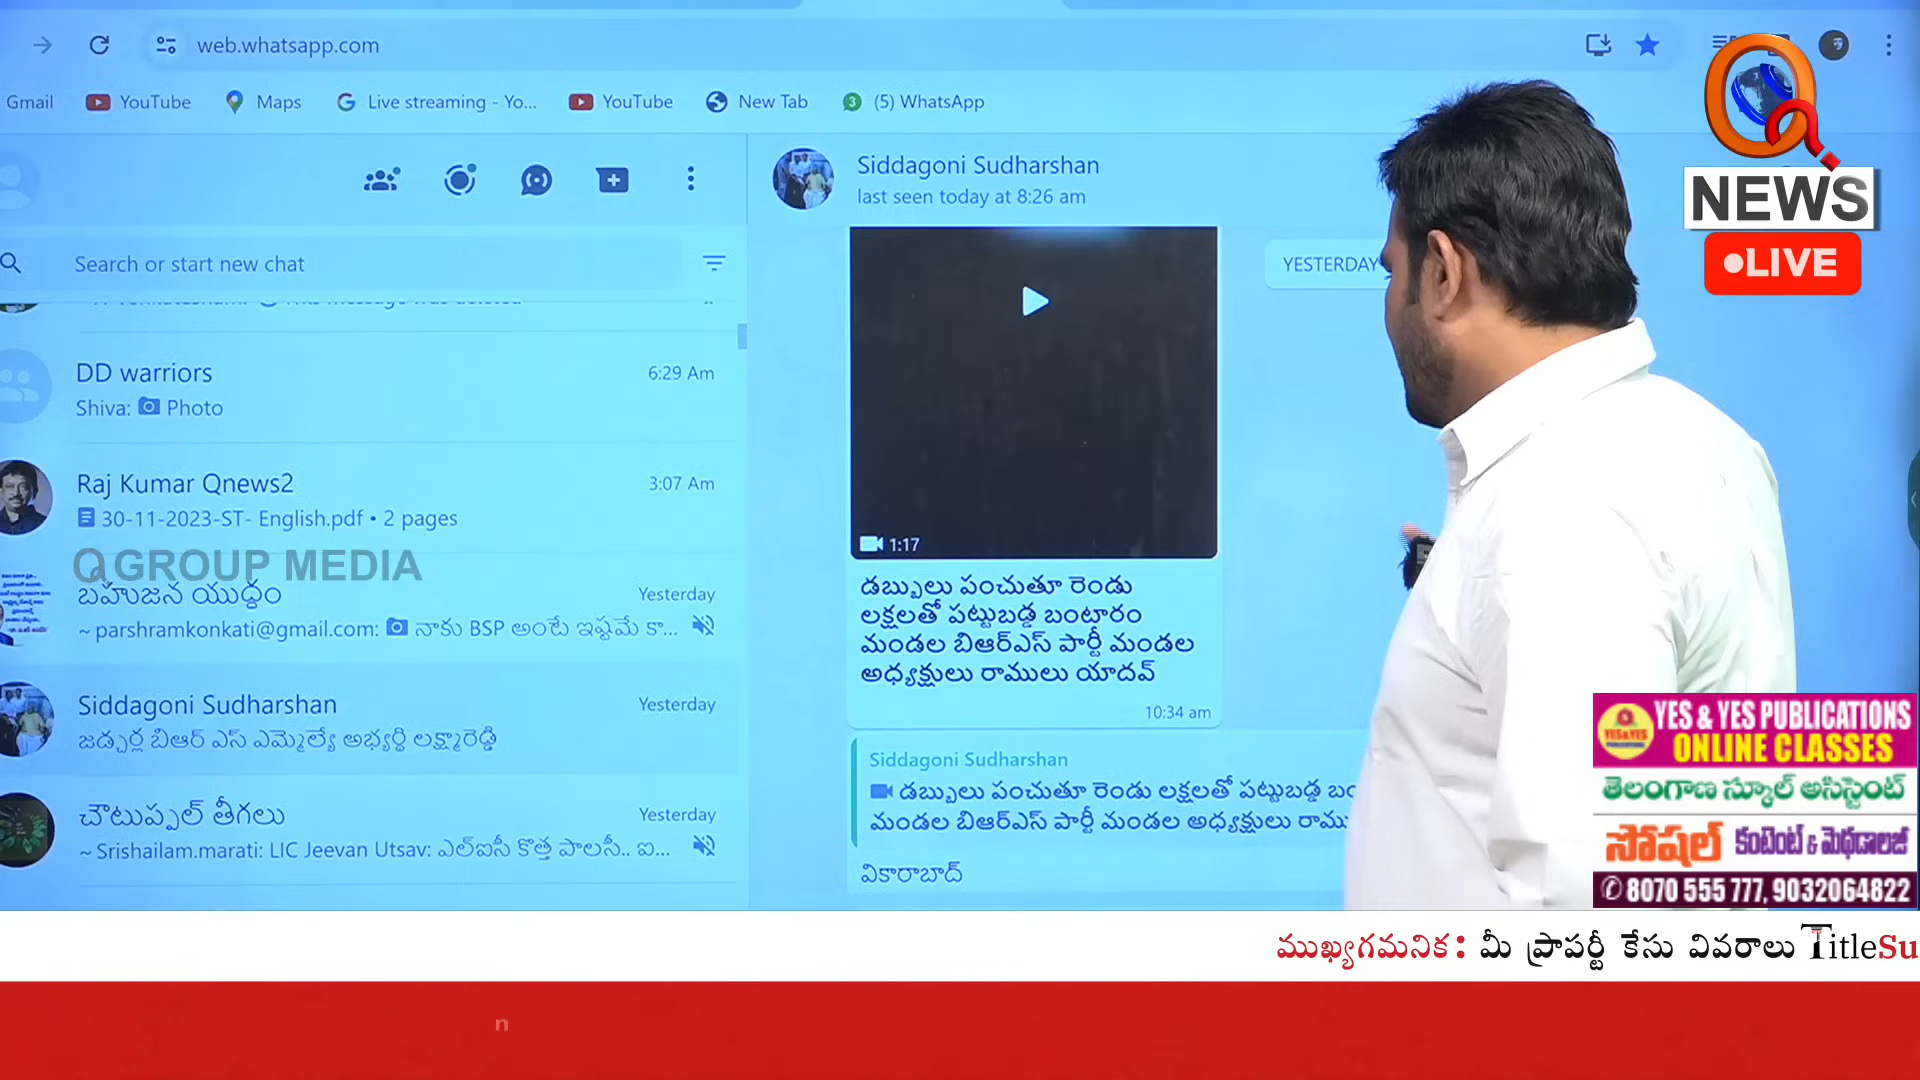 web.whatsapp.com
Gmail
YouTube
Maps
Live streaming - Yo...
YouTube
New Tab
(5) WhatsApp
Search or start new chat
DD warriors
6:29 Am
Shiva: Photo
Raj Kumar Qnews2
3:07 Am
30-11-2023-ST- English.pdf • 2 pages
Q GROUP MEDIA
బహుజన యుద్ధం
Yesterday
~ parshramkonkati@gmail.com: నాకు BSP అంటే ఇష్టమే కా...
Siddagoni Sudharshan
Yesterday
జడ్చర్ల బిఆర్ ఎస్ ఎమ్మెల్యే అభ్యర్థి లక్ష్మారెడ్డి
చౌటుప్పల్ తీగలు
Yesterday
~ Srishailam.marati: LIC Jeevan Utsav: ఎల్ఐసీ కొత్త పాలసీ.. ఐ...
Siddagoni Sudharshan
last seen today at 8:26 am
YESTERDAY
1:17
డబ్బులు పంచుతూ రెండు
లక్షలతో పట్టుబడ్డ బంటారం
మండల బిఆర్ఎస్ పార్టీ మండల
అధ్యక్షులు రాములు యాదవ్
10:34 am
Siddagoni Sudharshan
డబ్బులు పంచుతూ రెండు లక్షలతో పట్టుబడ్డ బం
మండల బిఆర్ఎస్ పార్టీ మండల అధ్యక్షులు రాము
వికారాబాద్
Q
NEWS
LIVE
YES & YES PUBLICATIONS
YES&YES
ONLINE CLASSES
తెలంగాణ స్కూల్ అసిస్టెంట్
సోషల్ కంటెంట్ & మెథడాలజీ
8070 555 777, 9032064822
ముఖ్యగమనిక: మీ ప్రాపర్టీ కేసు వివరాలు TitleSu
n